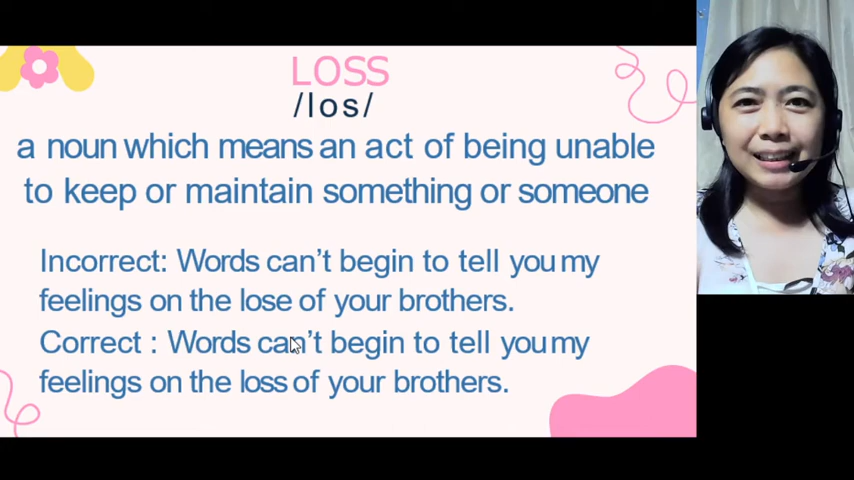 LOSS
/los/
a noun which means an act of being unable
to keep or maintain something or someone
Incorrect: Words can't begin to tell you my
feelings on the lose of your brothers.
Correct : Words can't begin to tell you my
feelings on the loss of your brothers.